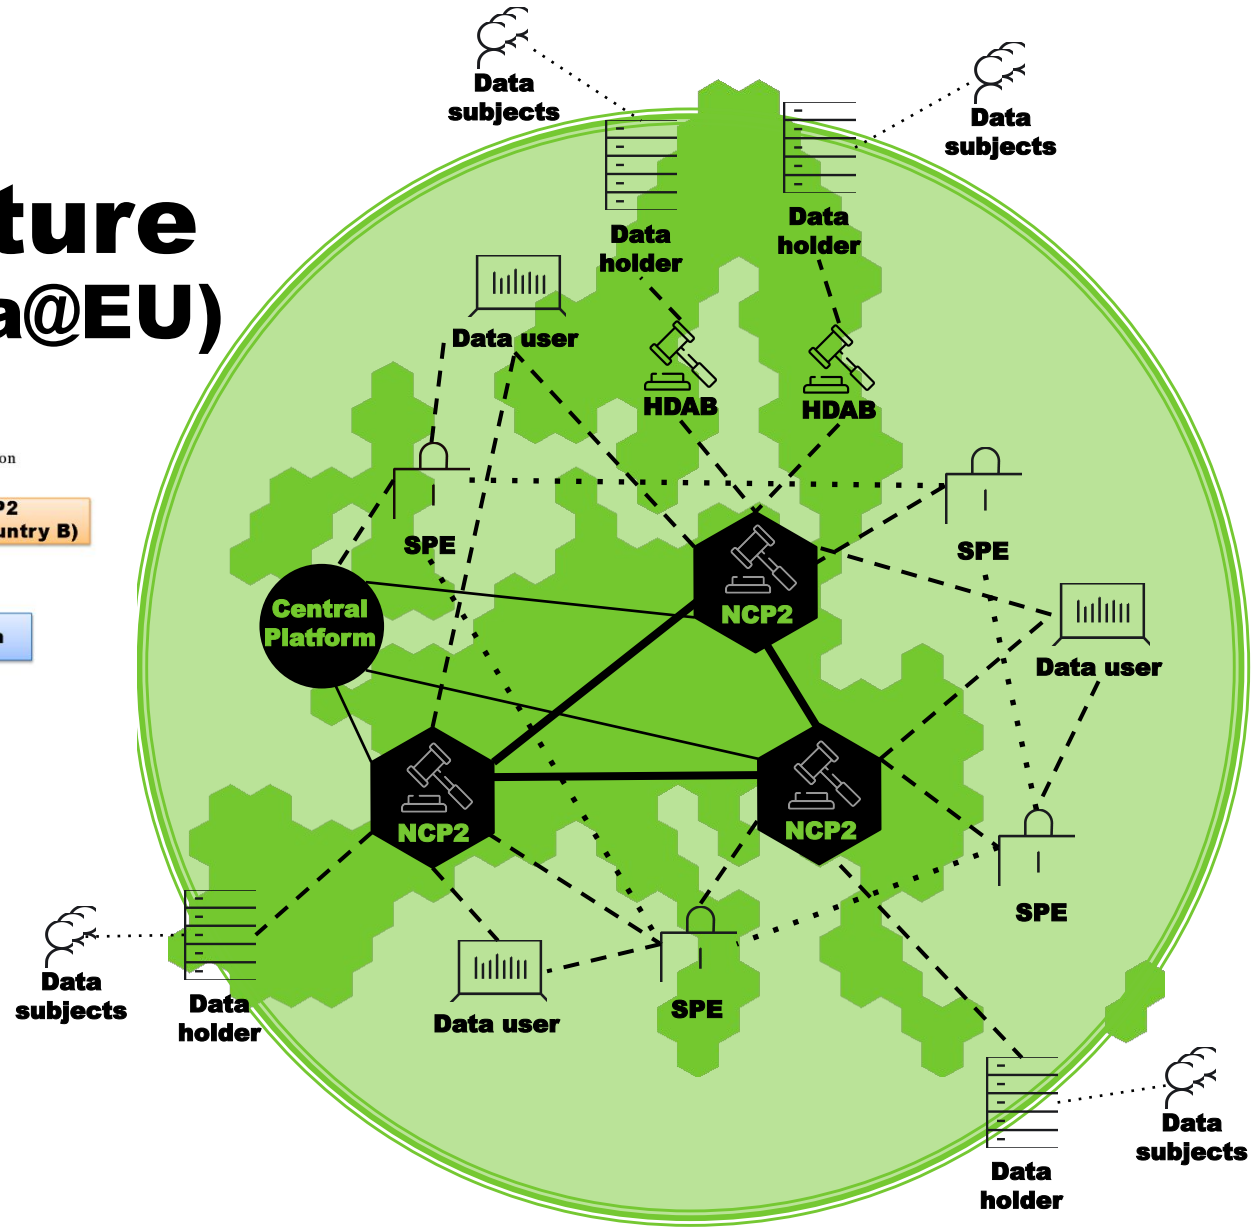 Data
subjects
Data
subjects
ture
a@EU)
Data
holder
Data
holder
Data user
HDAB
HDAB
on
P2
untry B)
SPE
SPE
NCP2
Central
Platform
Data user
NCP2
NCP2
SPE
Data
subjects
Data
holder
Data user
SPE
Data
subjects
Data
holder